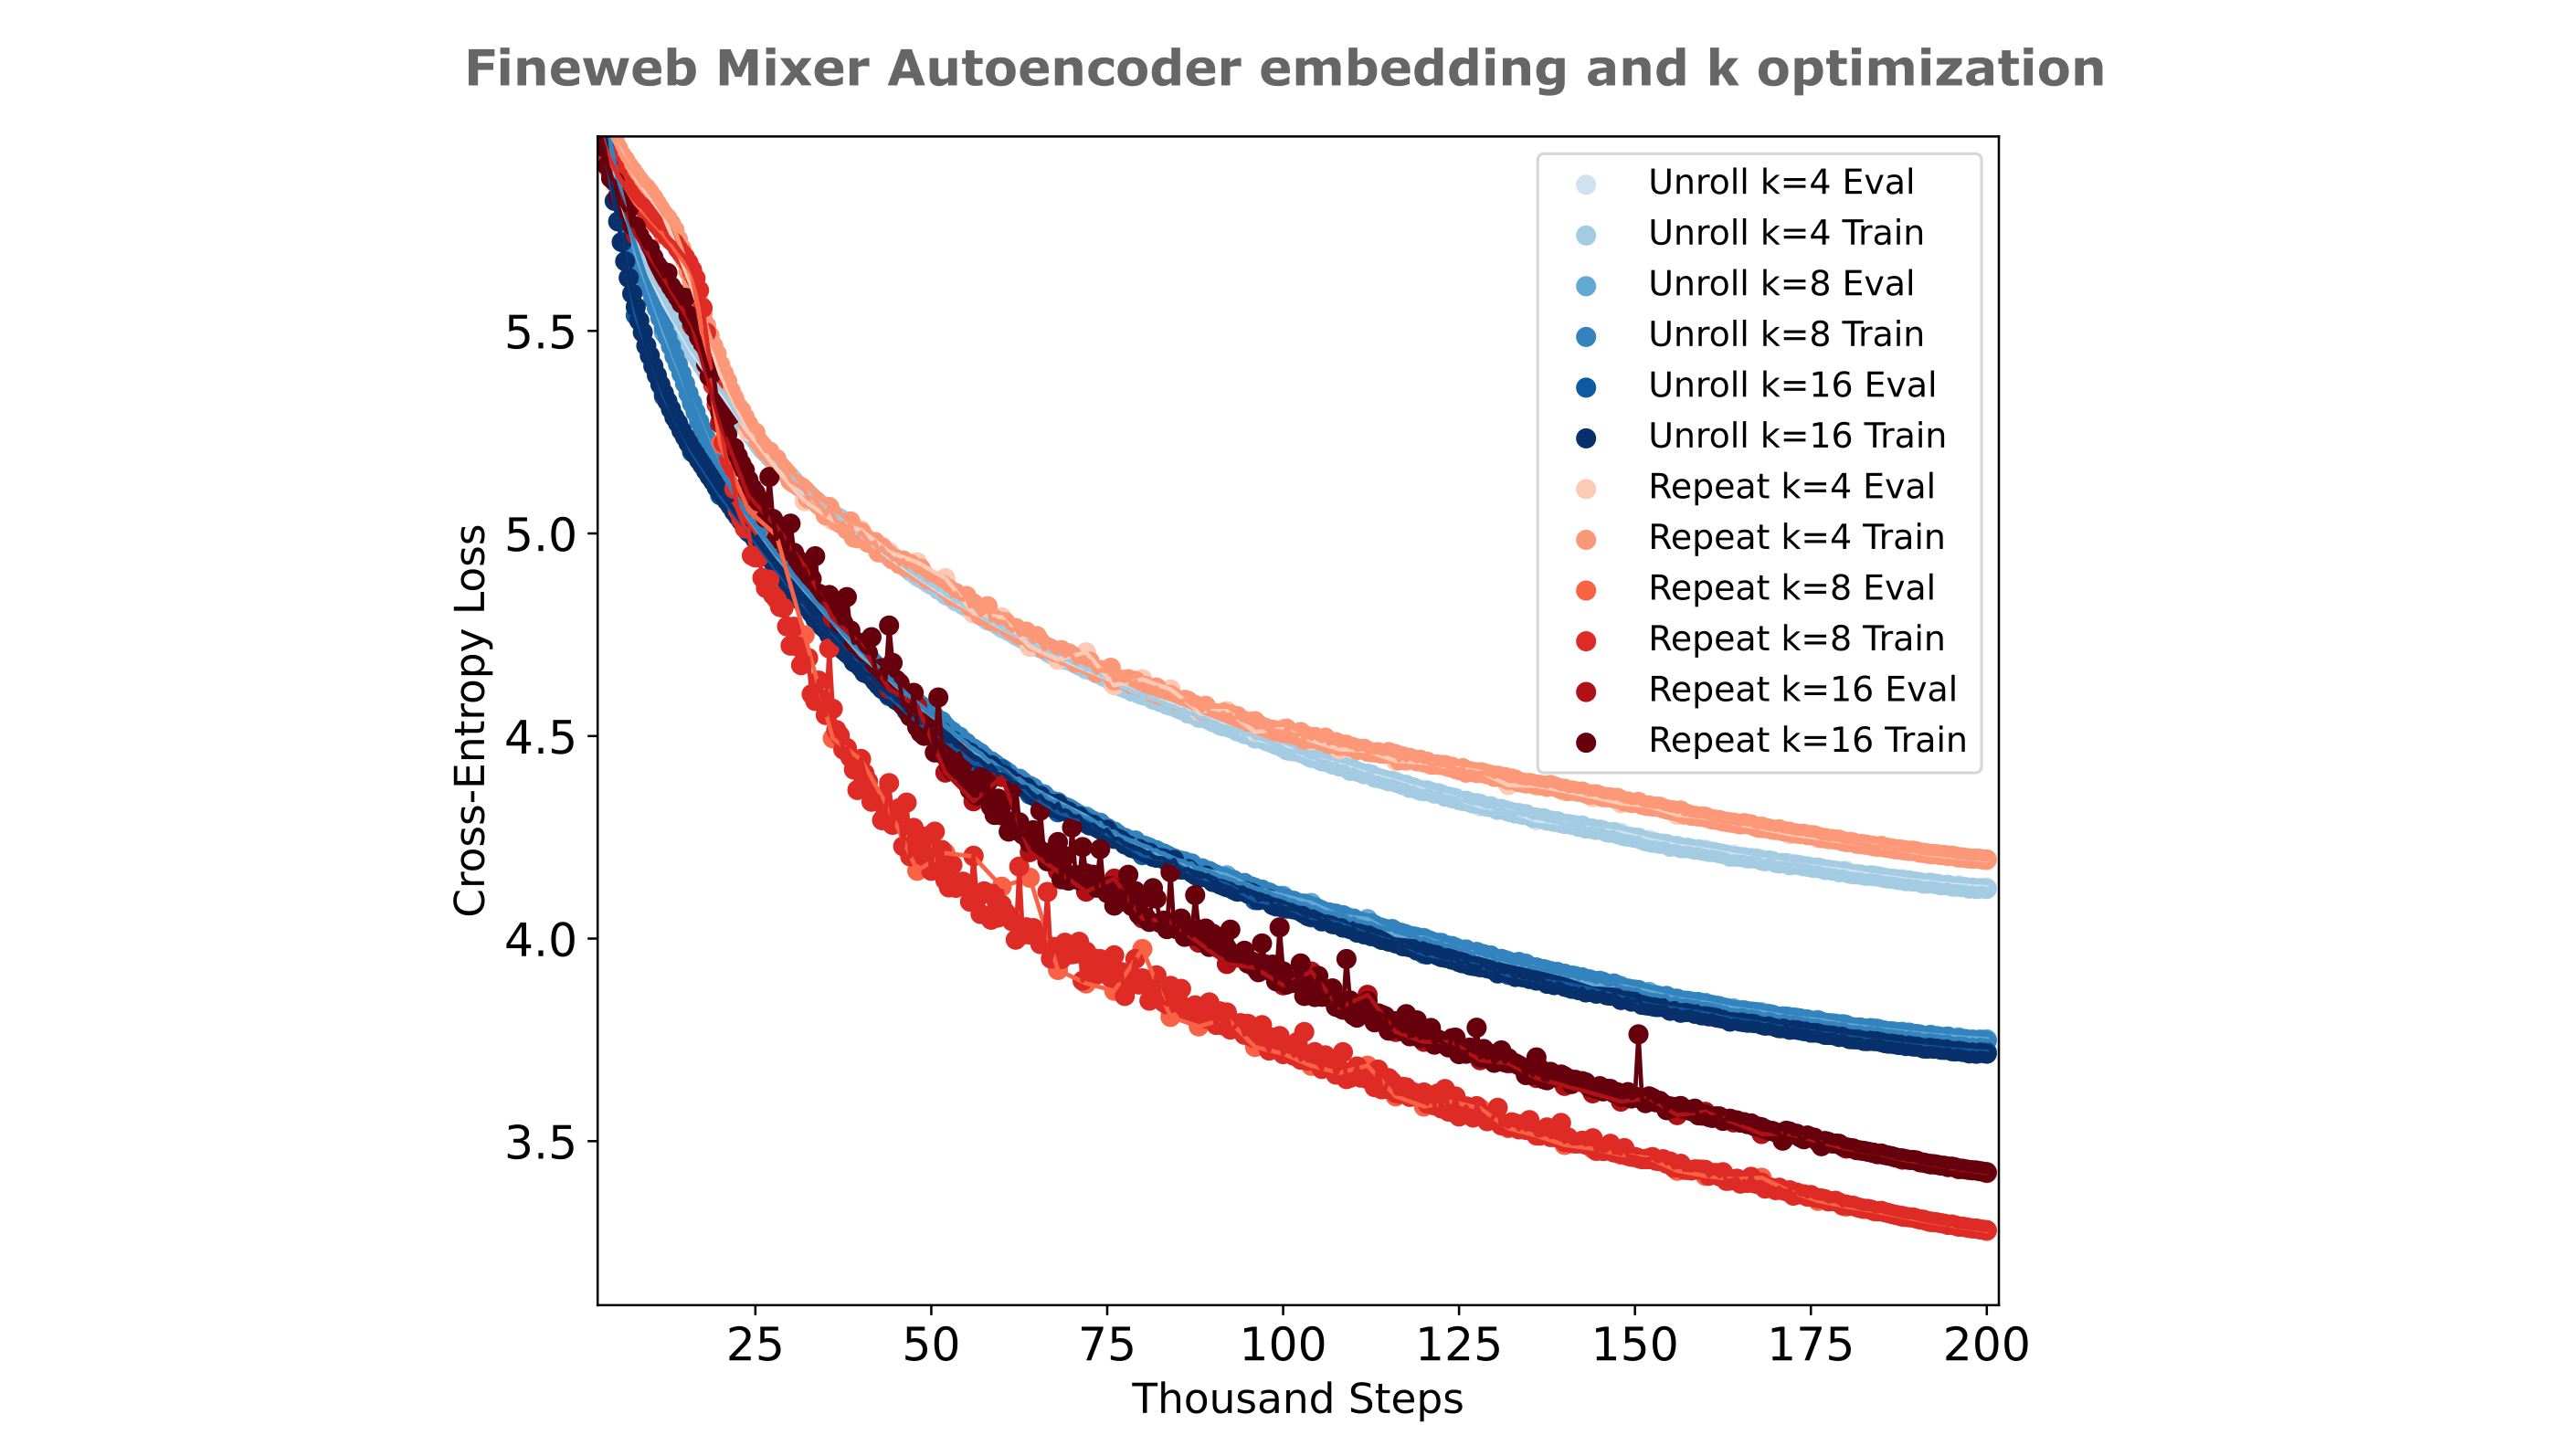 Fineweb Mixer Autoencoder embedding and k optimization
Unroll k=4 Eval
Unroll k=4 Train
Unroll k=8 Eval
Unroll k=8 Train
Unroll k=16 Eval
Unroll k=16 Train
Repeat k=4 Eval
Repeat k=4 Train
Repeat k=8 Eval
Repeat k=8 Train
Repeat k=16 Eval
Repeat k=16 Train
Cross-Entropy Loss
5.5
5.0
4.5
4.0
3.5
25 50 75 100 125 150 175 200
Thousand Steps